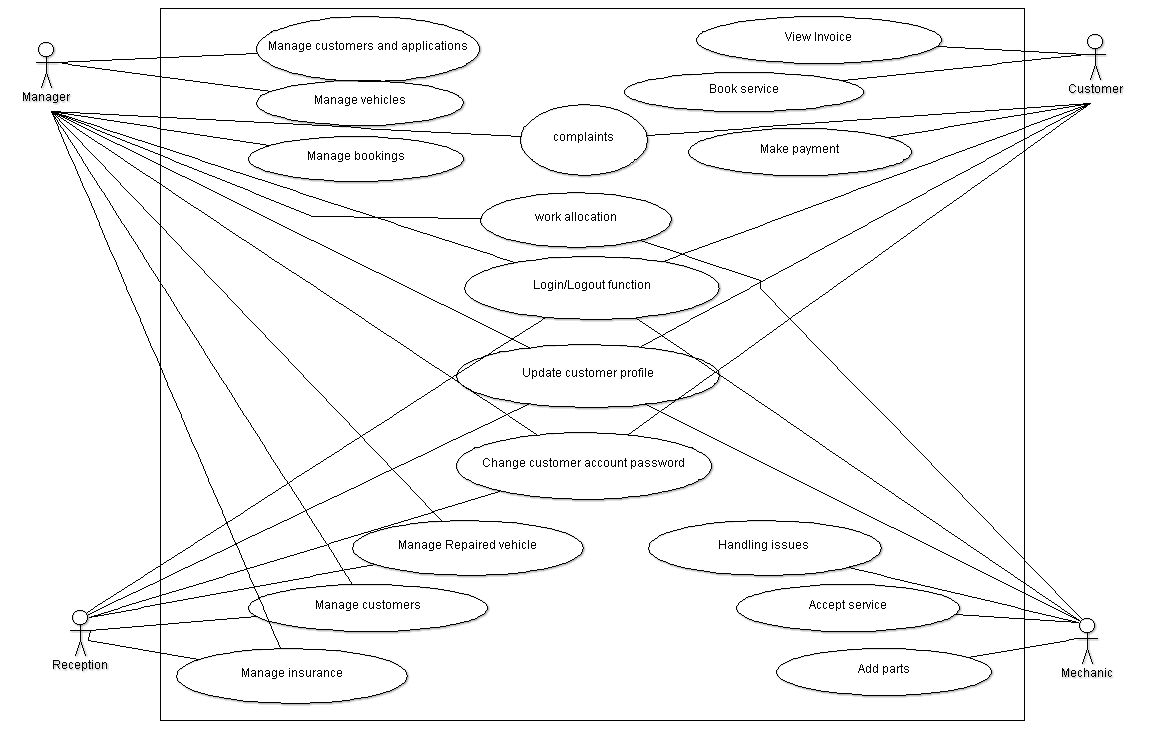 Manage customers and applications
View Invoice
Manager
Customer
Manage vehicles
Book service
complaints
Manage bookings
Make payment
work allocation
Login/Logout function
Update customer profile
Change customer account password
Manage Repaired vehicle
Handling issues
Manage customers
Accept service
Reception
Mechanic
Manage insurance
Add parts